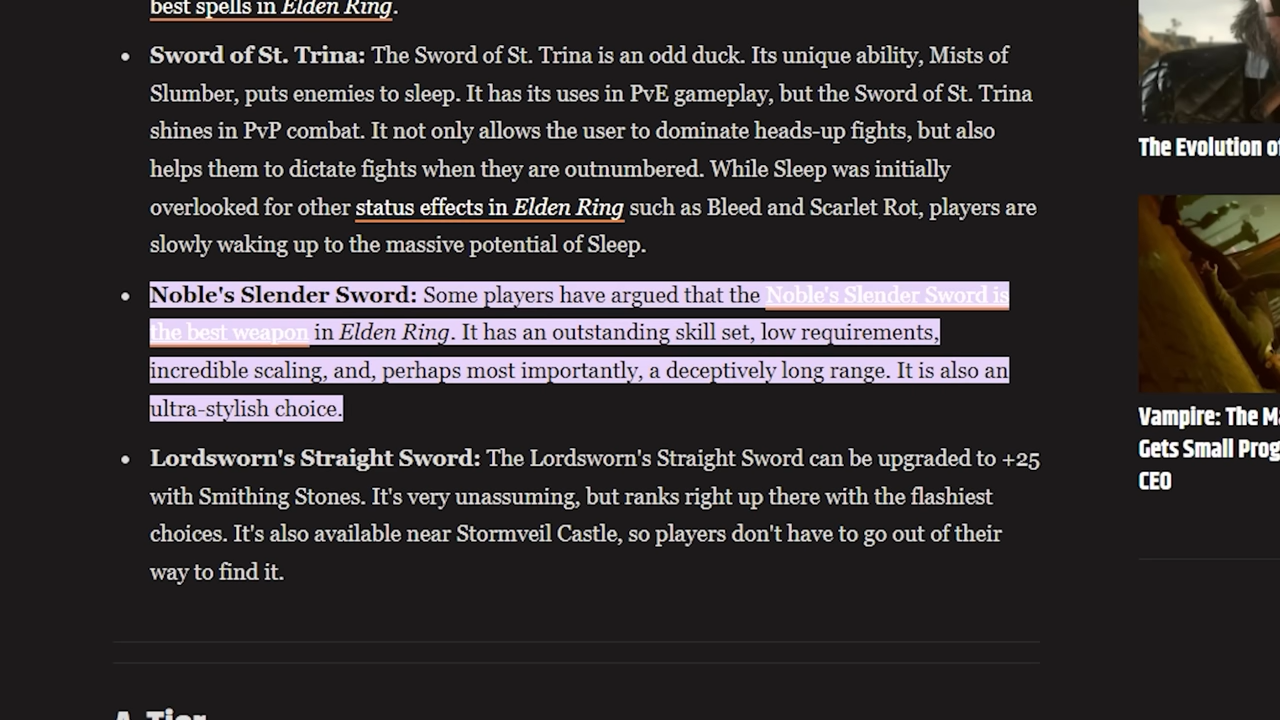 best spells in Elden Ring.
Sword of St. Trina: The Sword of St. Trina is an odd duck. Its unique ability, Mists of
Slumber, puts enemies to sleep. It has its uses in PvE gameplay, but the Sword of St. Trina
shines in PvP combat. It not only allows the user to dominate heads-up fights, but also
helps them to dictate fights when they are outnumbered. While Sleep was initially
overlooked for other status effects in Elden Ring such as Bleed and Scarlet Rot, players are
slowly waking up to the massive potential of Sleep.
Noble's Slender Sword: Some players have argued that the Noble's Slender Sword is
the best weapon in Elden Ring. It has an outstanding skill set, low requirements,
incredible scaling, and, perhaps most importantly, a deceptively long range. It is also an
ultra-stylish choice.
Lordsworn's Straight Sword: The Lordsworn's Straight Sword can be upgraded to +25
with Smithing Stones. It's very unassuming, but ranks right up there with the flashiest
choices. It's also available near Stormveil Castle, so players don't have to go out of their
way to find it.
A-Tier
The Evolution of
Vampire: The
Gets Small
CEO